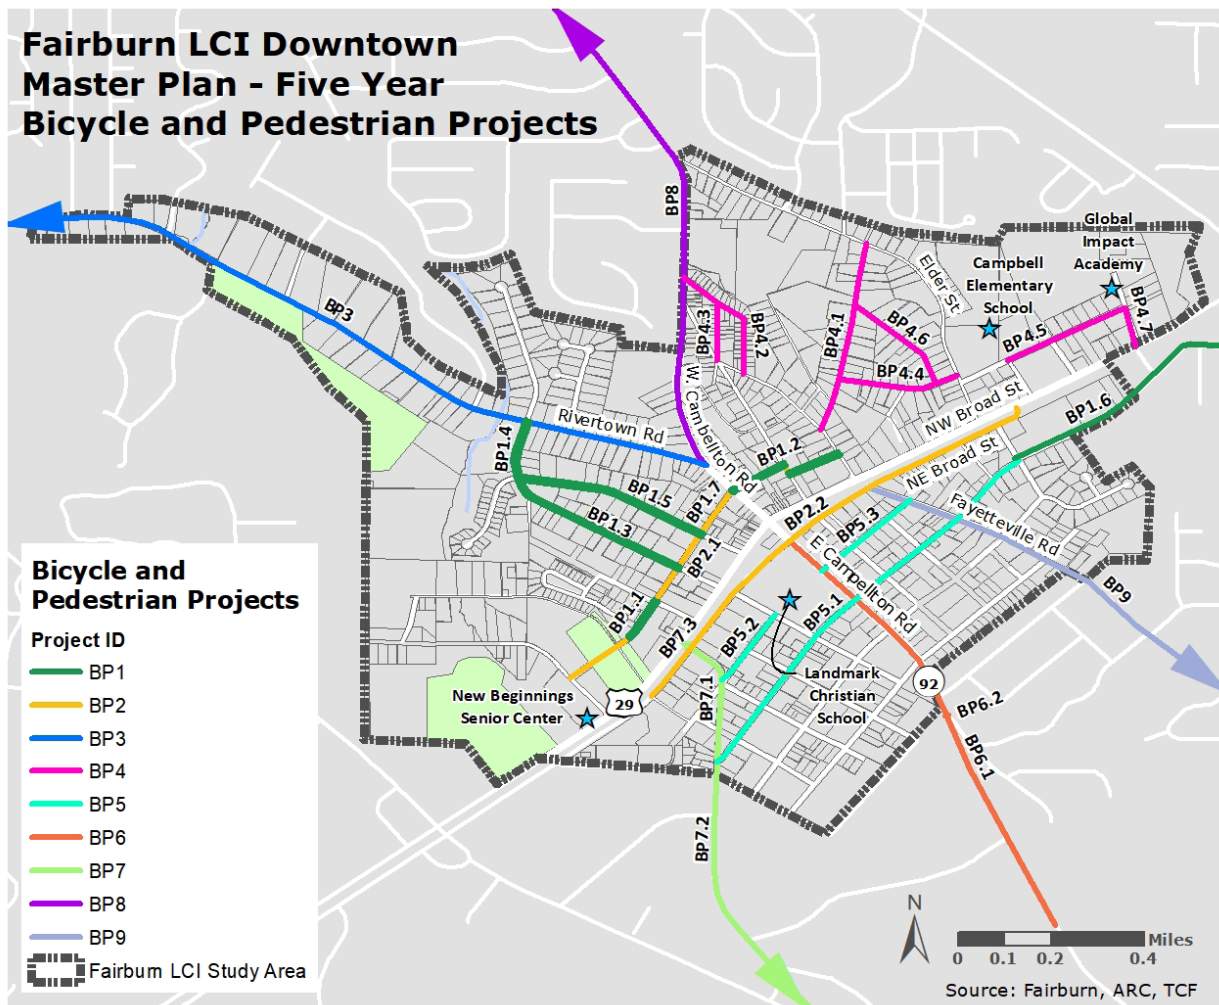 Fairburn LCI Downtown
Master Plan - Five Year
Bicycle and Pedestrian Projects
BP8
Global
Impact
Academy
Campbell
Elementary
School
Elder St
BP3
BP4.3
BP4.2
BP4.1
BP4.6
BP4.5
BP4.7
BP4.4
W. Campbellton Rd
Rivertown Rd
NW Broad St
BP1.6
BP1.4
BP1.2
NE Broad St
BP1.5
BP1.7
BP2.2
BP5.3
Fayetteville Rd
BP1.3
BP2.1
E Campbellton Rd
BP9
BP1.1
BP7.3
BP5.2
BP5.1
New Beginnings
Senior Center
29
BP7.1
Landmark
Christian
School
92
BP6.2
BP6.1
BP7.2
Bicycle and
Pedestrian Projects
Project ID
BP1
BP2
BP3
BP4
BP5
BP6
BP7
BP8
BP9
Fairburn LCI Study Area
N
Miles
0 0.1 0.2 0.4
Source: Fairburn, ARC, TCF